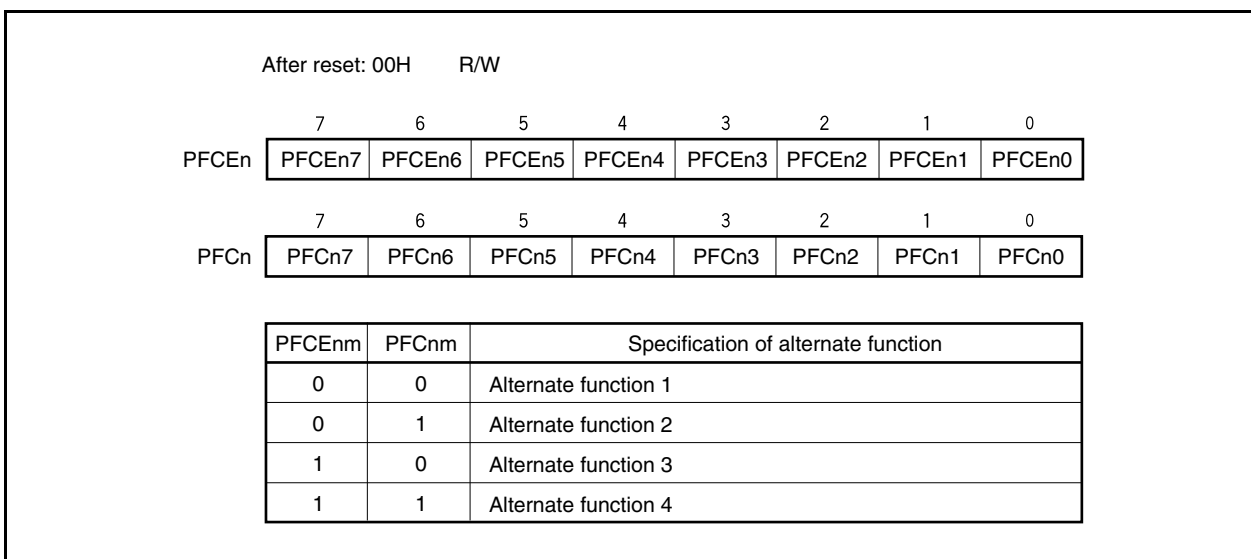 After reset: 00H R/W
7 6 5 4 3 2 1 0
PFCEn PFCEn7 PFCEn6 PFCEn5 PFCEn4 PFCEn3 PFCEn2 PFCEn1 PFCEn0
7 6 5 4 3 2 1 0
PFCn PFCn7 PFCn6 PFCn5 PFCn4 PFCn3 PFCn2 PFCn1 PFCn0
PFCEnm PFCnm Specification of alternate function
0 0 Alternate function 1
0 1 Alternate function 2
1 0 Alternate function 3
1 1 Alternate function 4